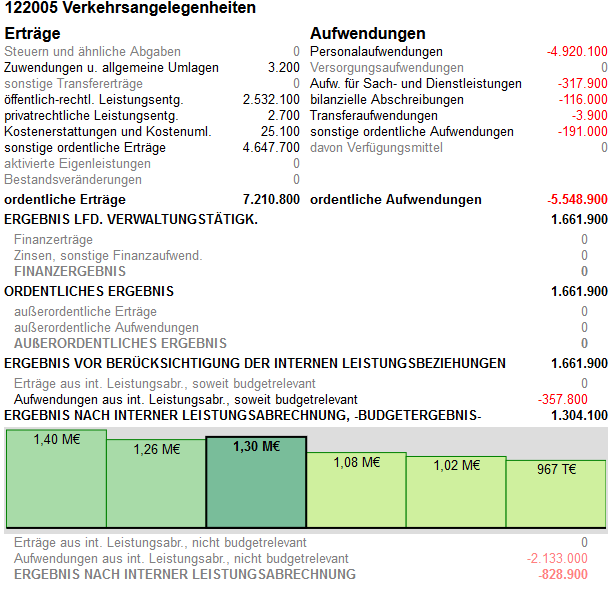 122005 Verkehrsangelegenheiten
Erträge Aufwendungen
Steuern und ähnliche Abgaben 0 Personalaufwendungen -4.920.100
Zuwendungen u. allgemeine Umlagen 3.200 Versorgungsaufwendungen 0
sonstige Transfererträge 0 Aufw. für Sach- und Dienstleistungen -317.900
öffentlich-rechtl. Leistungsentg. 2.532.100 bilanzielle Abschreibungen -116.000
privatrechtliche Leistungsentg. 2.700 Transferaufwendungen -3.900
Kostenerstattungen und Kostenuml. 25.100 sonstige ordentliche Aufwendungen -191.000
sonstige ordentliche Erträge 4.647.700 davon Verfügungsmittel 0
aktivierte Eigenleistungen 0
Bestandsveränderungen 0
ordentliche Erträge 7.210.800 ordentliche Aufwendungen -5.548.900
ERGEBNIS LFD. VERWALTUNGSTÄTIGK. 1.661.900
Finanzerträge 0
Zinsen, sonstige Finanzaufwend. 0
FINANZERGEBNIS 0
ORDENTLICHES ERGEBNIS 1.661.900
außerordentliche Erträge 0
außerordentliche Aufwendungen 0
AUßERORDENTLICHES ERGEBNIS 0
ERGEBNIS VOR BERÜCKSICHTIGUNG DER INTERNEN LEISTUNGSBEZIEHUNGEN 1.661.900
Erträge aus int. Leistungsabr., soweit budgetrelevant 0
Aufwendungen aus int. Leistungsabr., soweit budgetrelevant -357.800
ERGEBNIS NACH INTERNER LEISTUNGSABRECHNUNG, -BUDGETERGEBNIS- 1.304.100
1,40 M€ 1,26 M€ 1,30 M€ 1,08 M€ 1,02 M€ 967 T€
Erträge aus int. Leistungsabr., nicht budgetrelevant 0
Aufwendungen aus int. Leistungsabr., nicht budgetrelevant -2.133.000
ERGEBNIS NACH INTERNER LEISTUNGSABRECHNUNG -828.900